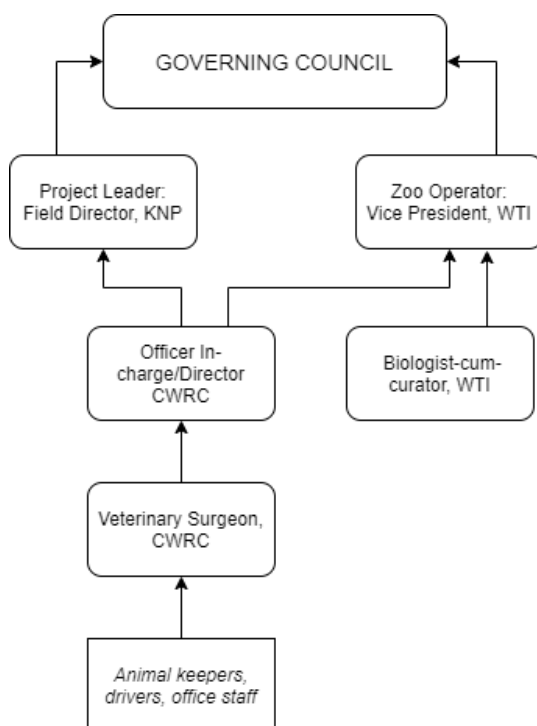 GOVERNING COUNCIL
Project Leader:
Field Director, KNP
Zoo Operator:
Vice President, WTI
Officer In-
charge/Director
CWRC
Biologist-cum-
curator, WTI
Veterinary Surgeon,
CWRC
Animal keepers,
drivers, office staff